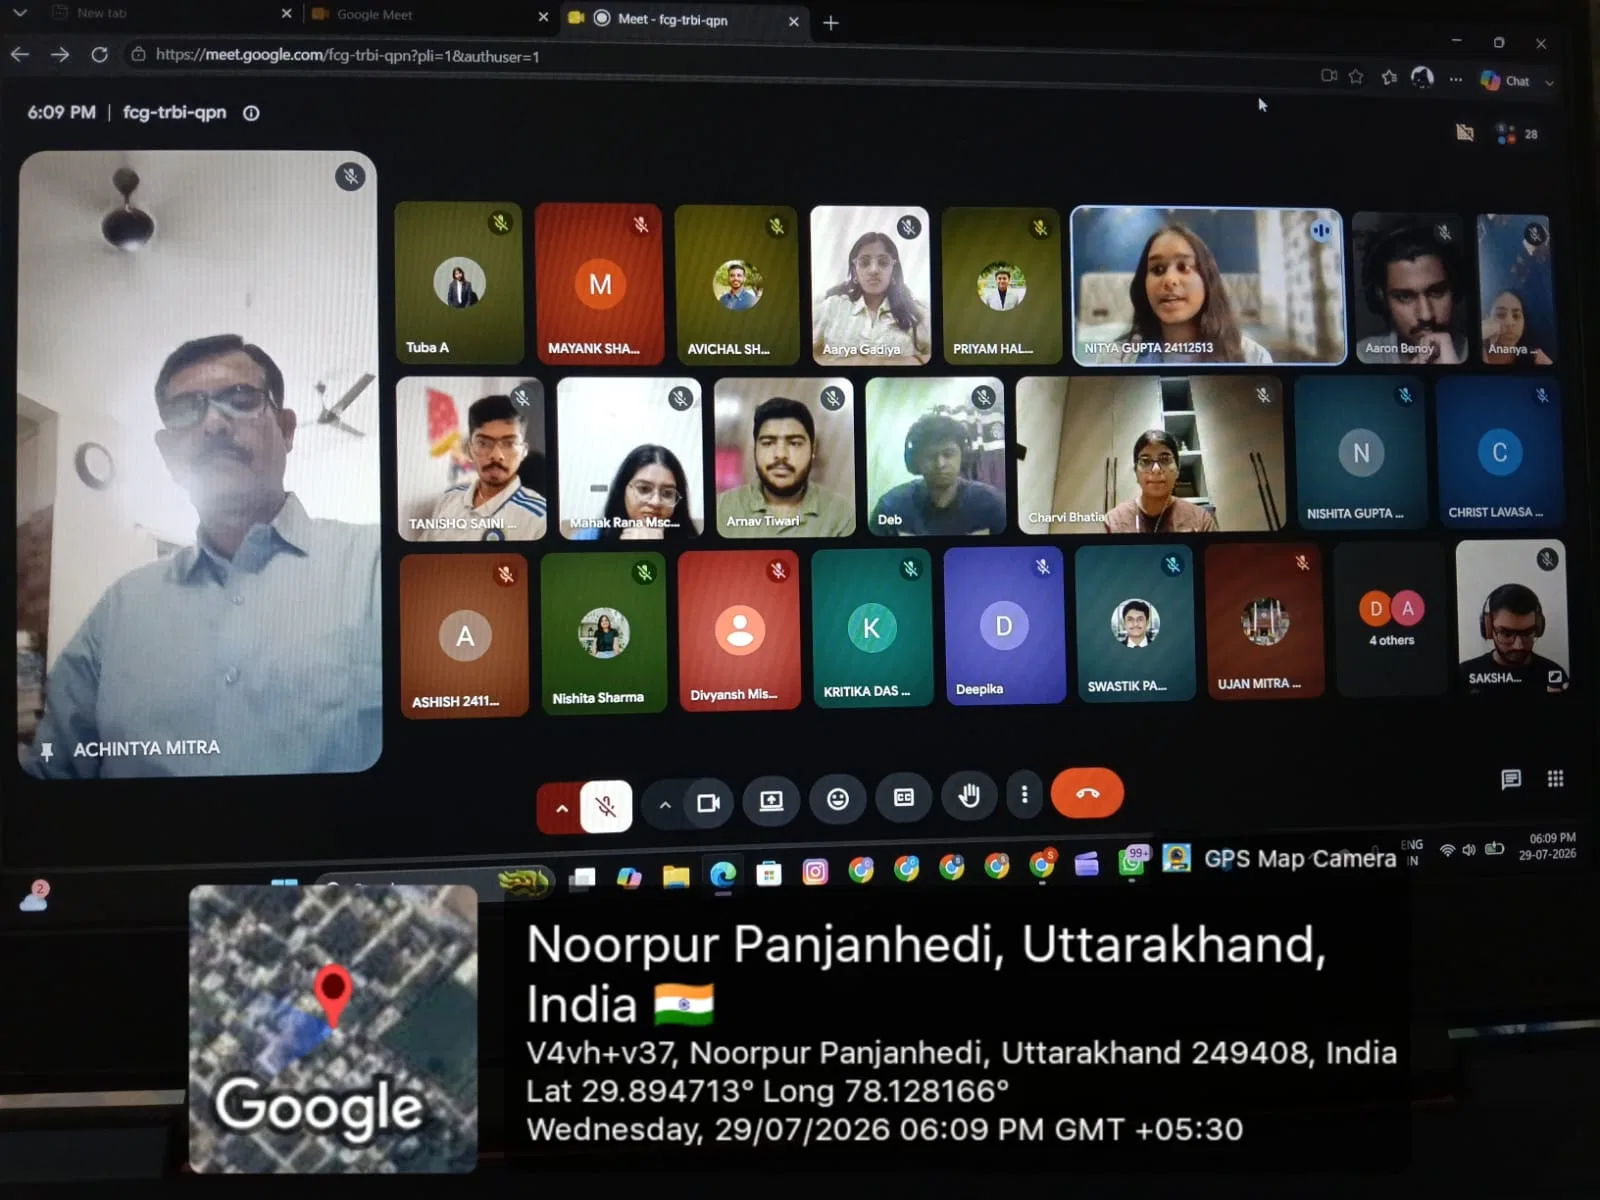 New tab
Google Meet
Meet - fcg-trbi-qpn
https://meet.google.com/fcg-trbi-qpn?pli=1&authuser=1
Chat
6:09 PM | fcg-trbi-qpn
28
ACHINTYA MITRA
Tuba A
M
MAYANK SHA...
AVICHAL SH...
Aarya Gadiya
PRIYAM HAL...
NITYA GUPTA 24112513
Aaron Benoy
Ananya ...
TANISHQ SAINI ...
Mahak Rana Msc...
Arnav Tiwari
Deb
Charvi Bhatia
N
NISHITA GUPTA ...
C
CHRIST LAVASA ...
A
ASHISH 2411...
Nishita Sharma
Divyansh Mis...
K
KRITIKA DAS ...
D
Deepika
SWASTIK PA...
UJAN MITRA ...
D A
4 others
SAKSHA...
CC
2
99+
GPS Map Camera
ENG
IN
06:09 PM
29-07-2026
Google
Noorpur Panjanhedi, Uttarakhand,
India 🇮🇳
V4vh+v37, Noorpur Panjanhedi, Uttarakhand 249408, India
Lat 29.894713° Long 78.128166°
Wednesday, 29/07/2026 06:09 PM GMT +05:30